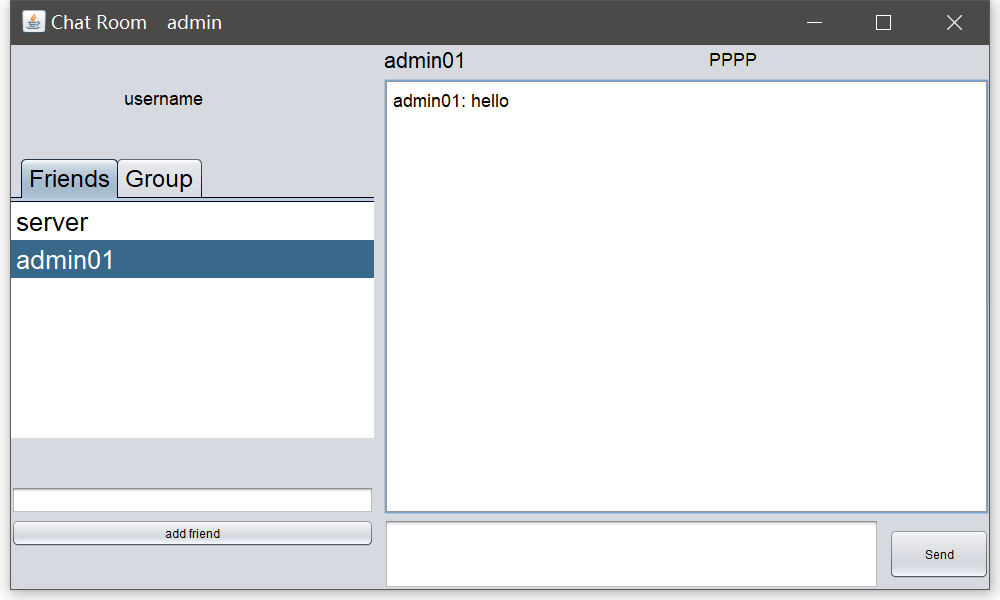 Chat Room admin
admin01 PPPP
username
admin01: hello
Friends Group
server
admin01
add friend
Send